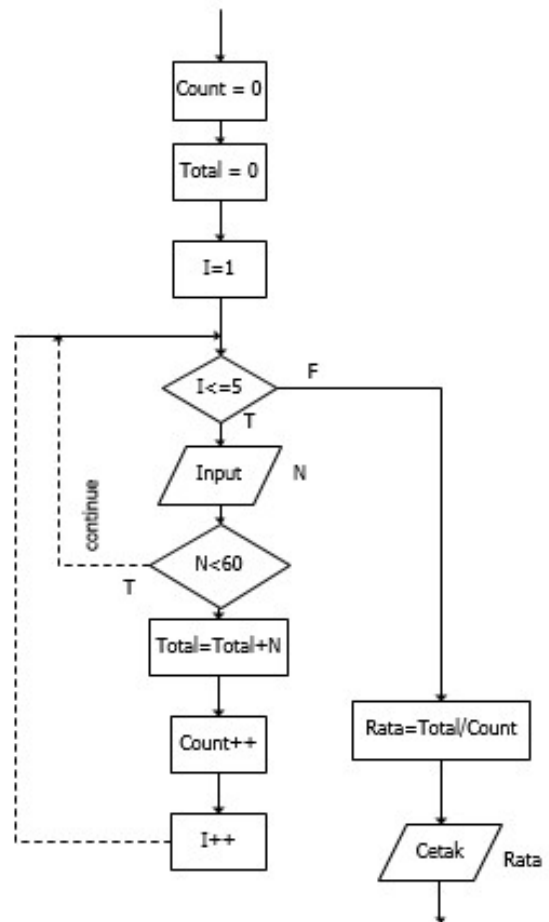 Count = 0
Total = 0
I=1
I<=5
F
T
Input
N
continue
N<60
T
Total=Total+N
Count++
Rata=Total/Count
I++
Cetak
Rata